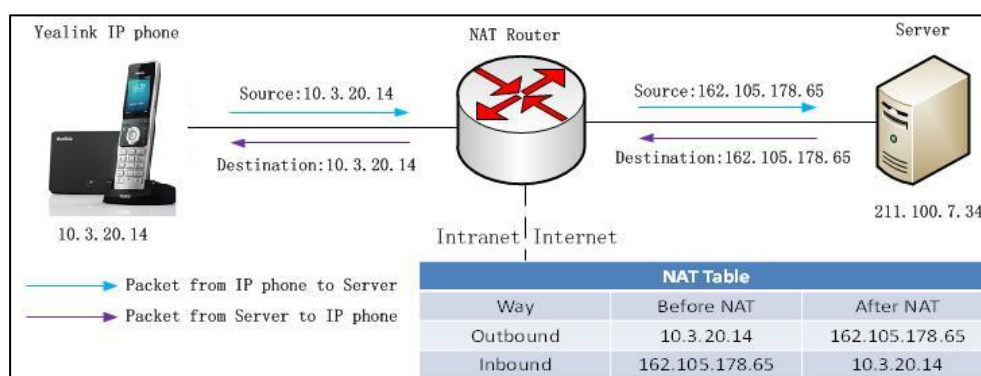 Yealink IP phone
NAT Router
Server
Source:10.3.20.14
Source:162.105.178.65
Destination:10.3.20.14
Destination:162.105.178.65
10.3.20.14
211.100.7.34
Intranet Internet
Packet from IP phone to Server
Packet from Server to IP phone
NAT Table
Way Before NAT After NAT
Outbound 10.3.20.14 162.105.178.65
Inbound 162.105.178.65 10.3.20.14